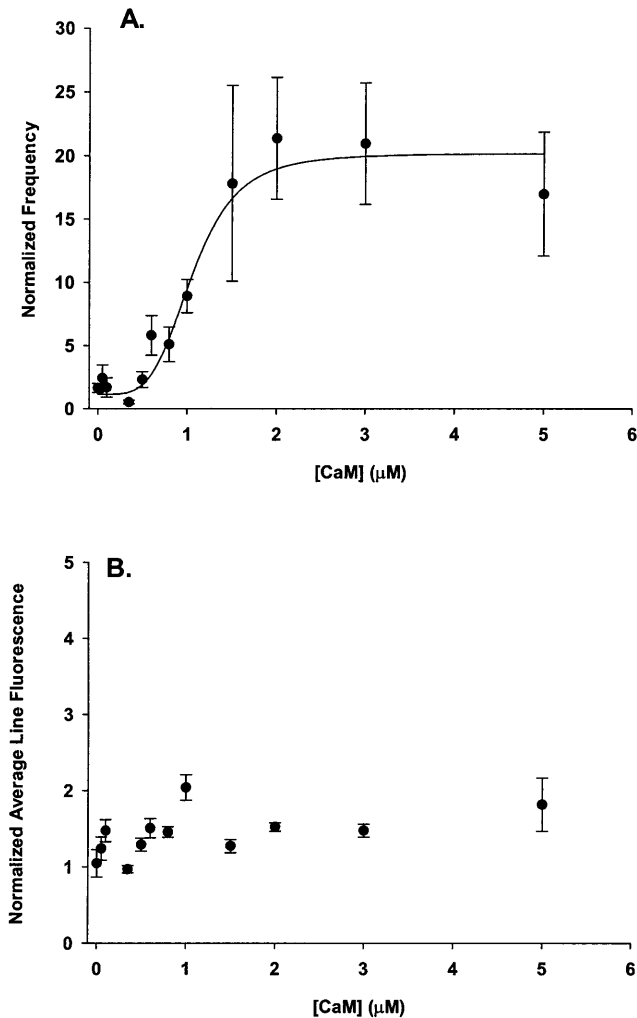 A.
30
25
20
15
10
5
0
Normalized Frequency
0 1 2 3 4 5 6
[CaM] (µM)
B.
5
4
3
2
1
0
Normalized Average Line Fluorescence
0 1 2 3 4 5 6
[CaM] (µM)